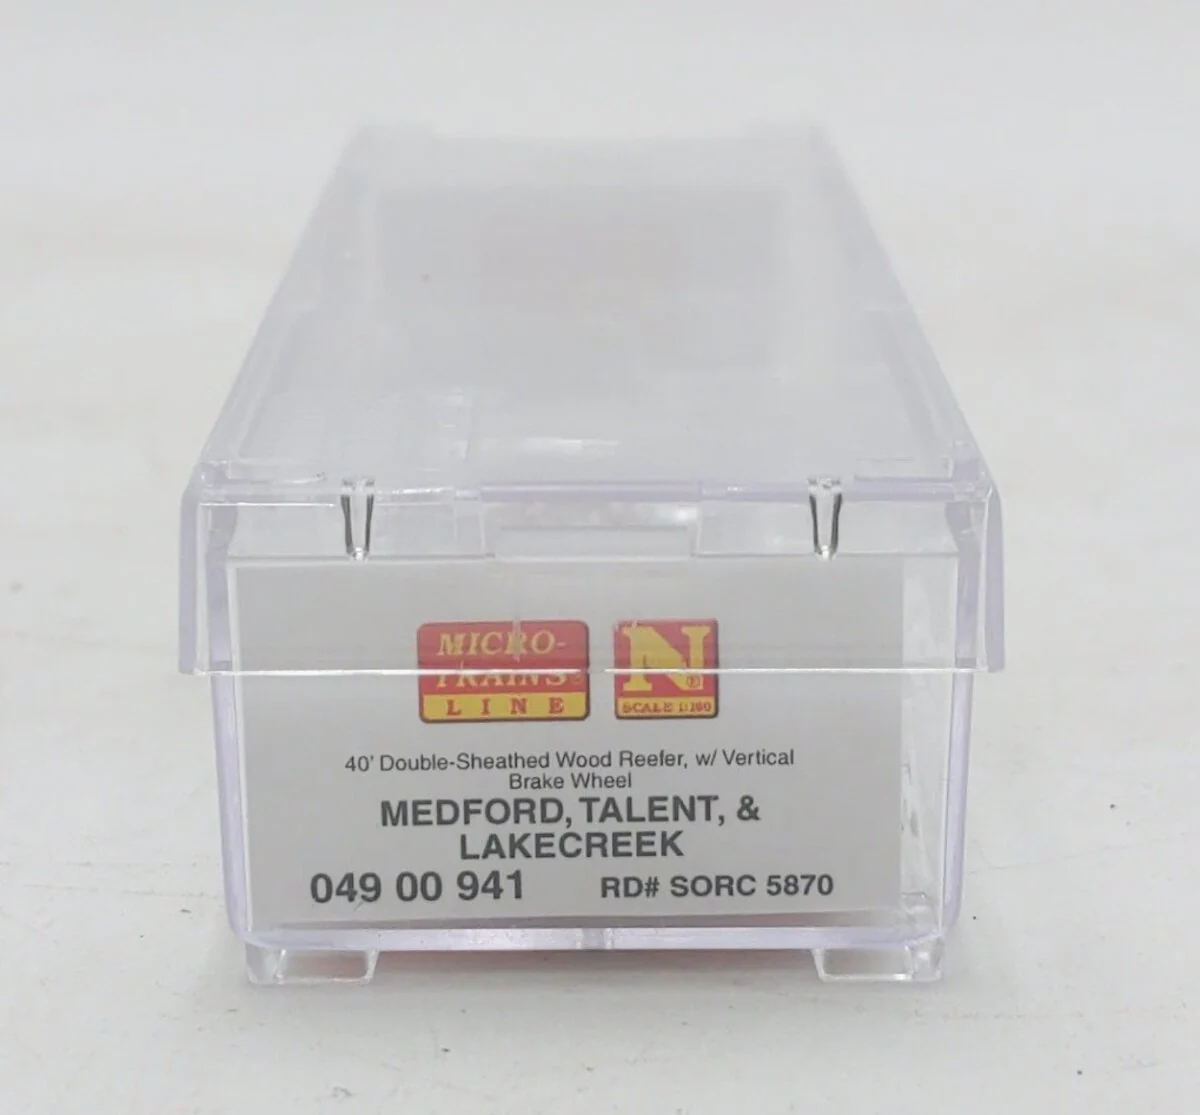 MICRO-
TRAINS®
LINE
N®
SCALE 1:160
40' Double-Sheathed Wood Reefer, w/ Vertical
Brake Wheel
MEDFORD, TALENT, &
LAKECREEK
049 00 941 RD# SORC 5870